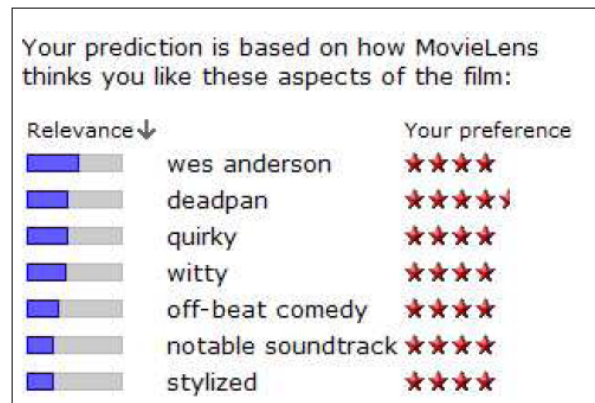 Your prediction is based on how MovieLens
thinks you like these aspects of the film:
Relevance Your preference
wes anderson
deadpan
quirky
witty
off-beat comedy
notable soundtrack
stylized